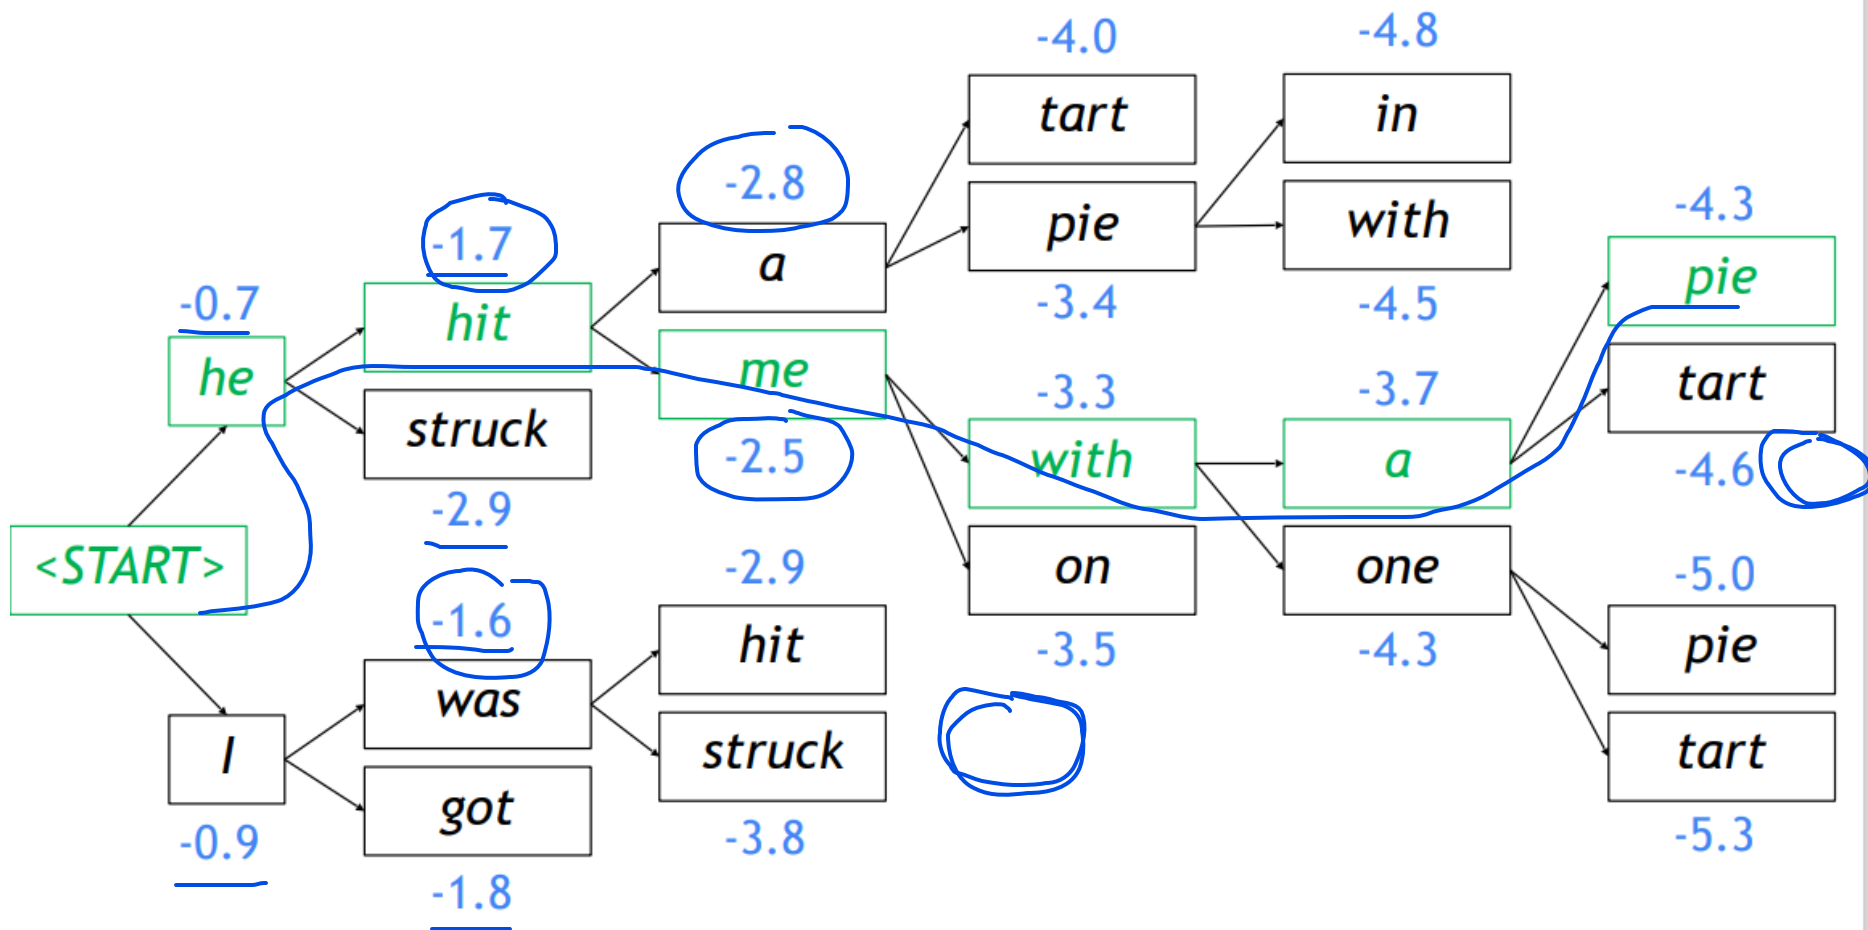 -4.0
-4.8
tart
in
-2.8
-4.3
-1.7
pie
with
a
pie
-0.7
hit
-3.4
-4.5
he
me
-3.3
-3.7
tart
struck
-2.5
with
a
-4.6
-2.9
<START>
-2.9
on
one
-5.0
-1.6
hit
-3.5
-4.3
pie
was
I
struck
tart
got
-0.9
-3.8
-5.3
-1.8